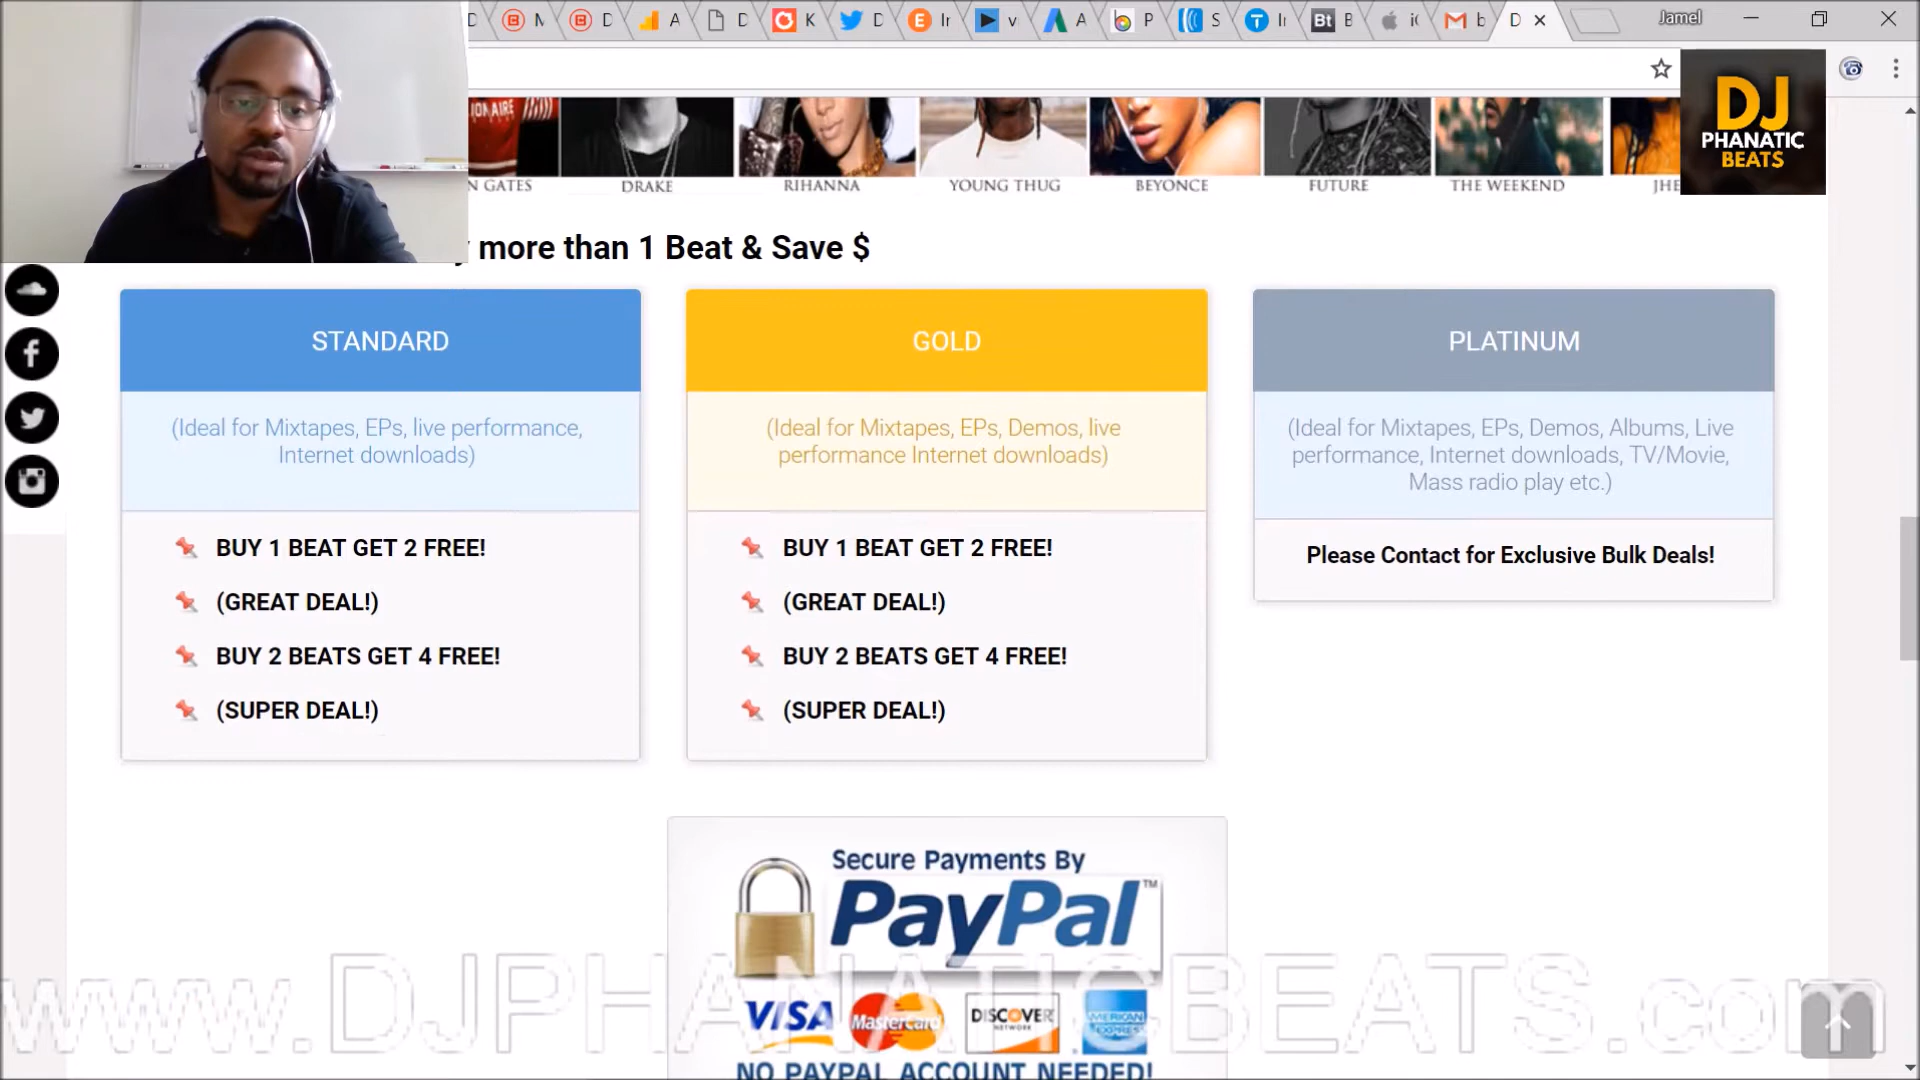 Jamel
DJ
PHANATIC
BEATS
N GATES
DRAKE
RIHANNA
YOUNG THUG
BEYONCE
FUTURE
THE WEEKEND
JHE
more than 1 Beat & Save $
STANDARD
(Ideal for Mixtapes, EPs, live performance,
Internet downloads)
BUY 1 BEAT GET 2 FREE!
(GREAT DEAL!)
BUY 2 BEATS GET 4 FREE!
(SUPER DEAL!)
GOLD
(Ideal for Mixtapes, EPs, Demos, live
performance Internet downloads)
BUY 1 BEAT GET 2 FREE!
(GREAT DEAL!)
BUY 2 BEATS GET 4 FREE!
(SUPER DEAL!)
PLATINUM
(Ideal for Mixtapes, EPs, Demos, Albums, Live
performance, Internet downloads, TV/Movie,
Mass radio play etc.)
Please Contact for Exclusive Bulk Deals!
Secure Payments By
PayPal™
VISA MasterCard DISCOVER NETWORK AMERICAN EXPRESS
NO PAYPAL ACCOUNT NEEDED!
www.DJPHANATICBEATS.com